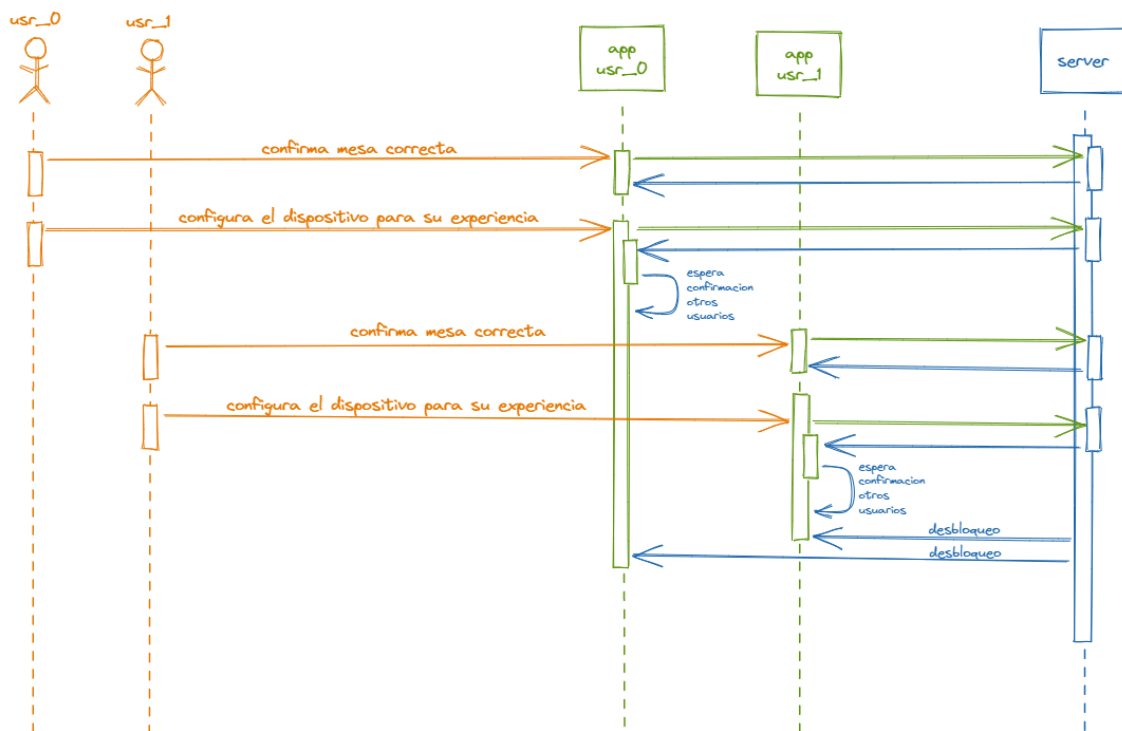 usr_0
usr_1
app
usr_0
app
usr_1
server
confirma mesa correcta
configura el dispositivo para su experiencia
espera
confirmacion
otros
usuarios
confirma mesa correcta
configura el dispositivo para su experiencia
espera
confirmacion
otros
usuarios
desbloqueo
desbloqueo